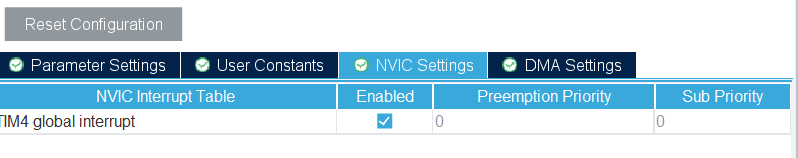 Reset Configuration
Parameter Settings User Constants NVIC Settings DMA Settings
NVIC Interrupt Table Enabled Preemption Priority Sub Priority
TIM4 global interrupt 0 0